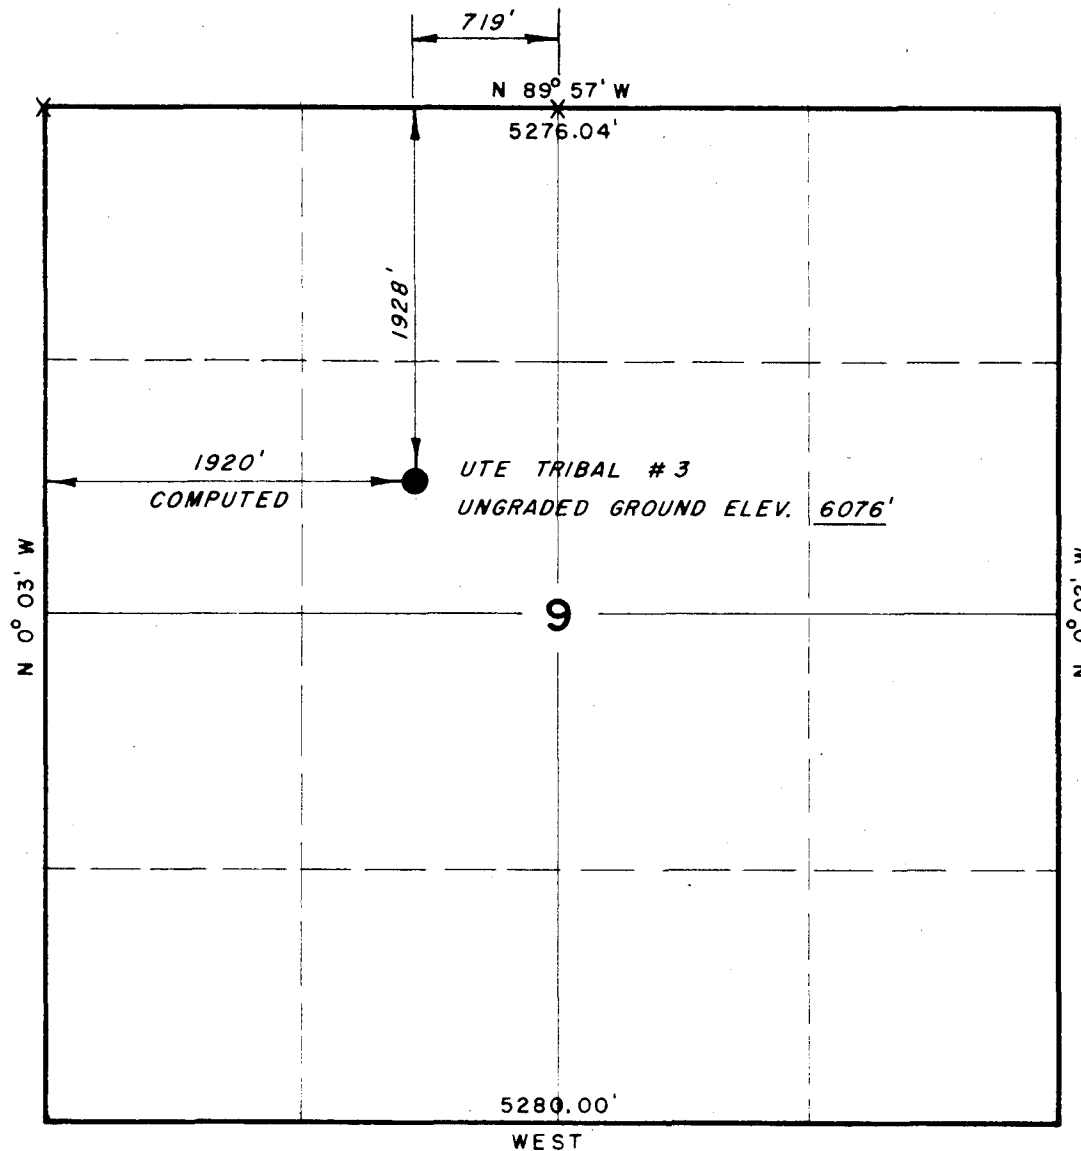 719'
N 89° 57' W
5276.04'
1928'
1920'
COMPUTED
UTE TRIBAL # 3
UNGRADED GROUND ELEV. 6076'
N 0° 03' W
9
5280.00'
WEST